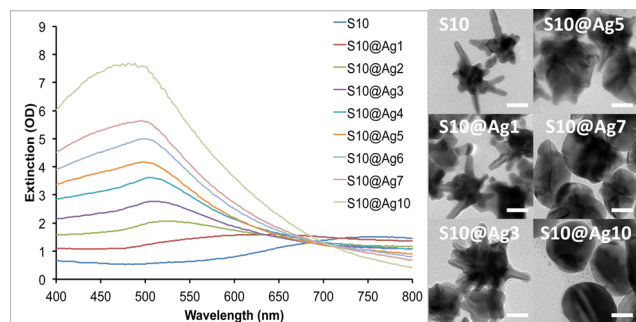 9
8
7
6
5
4
3
2
1
0
Extinction (OD)
400 450 500 550 600 650 700 750 800
Wavelength (nm)
S10
S10@Ag1
S10@Ag2
S10@Ag3
S10@Ag4
S10@Ag5
S10@Ag6
S10@Ag7
S10@Ag10
S10 S10@Ag5
S10@Ag1 S10@Ag7
S10@Ag3 S10@Ag10